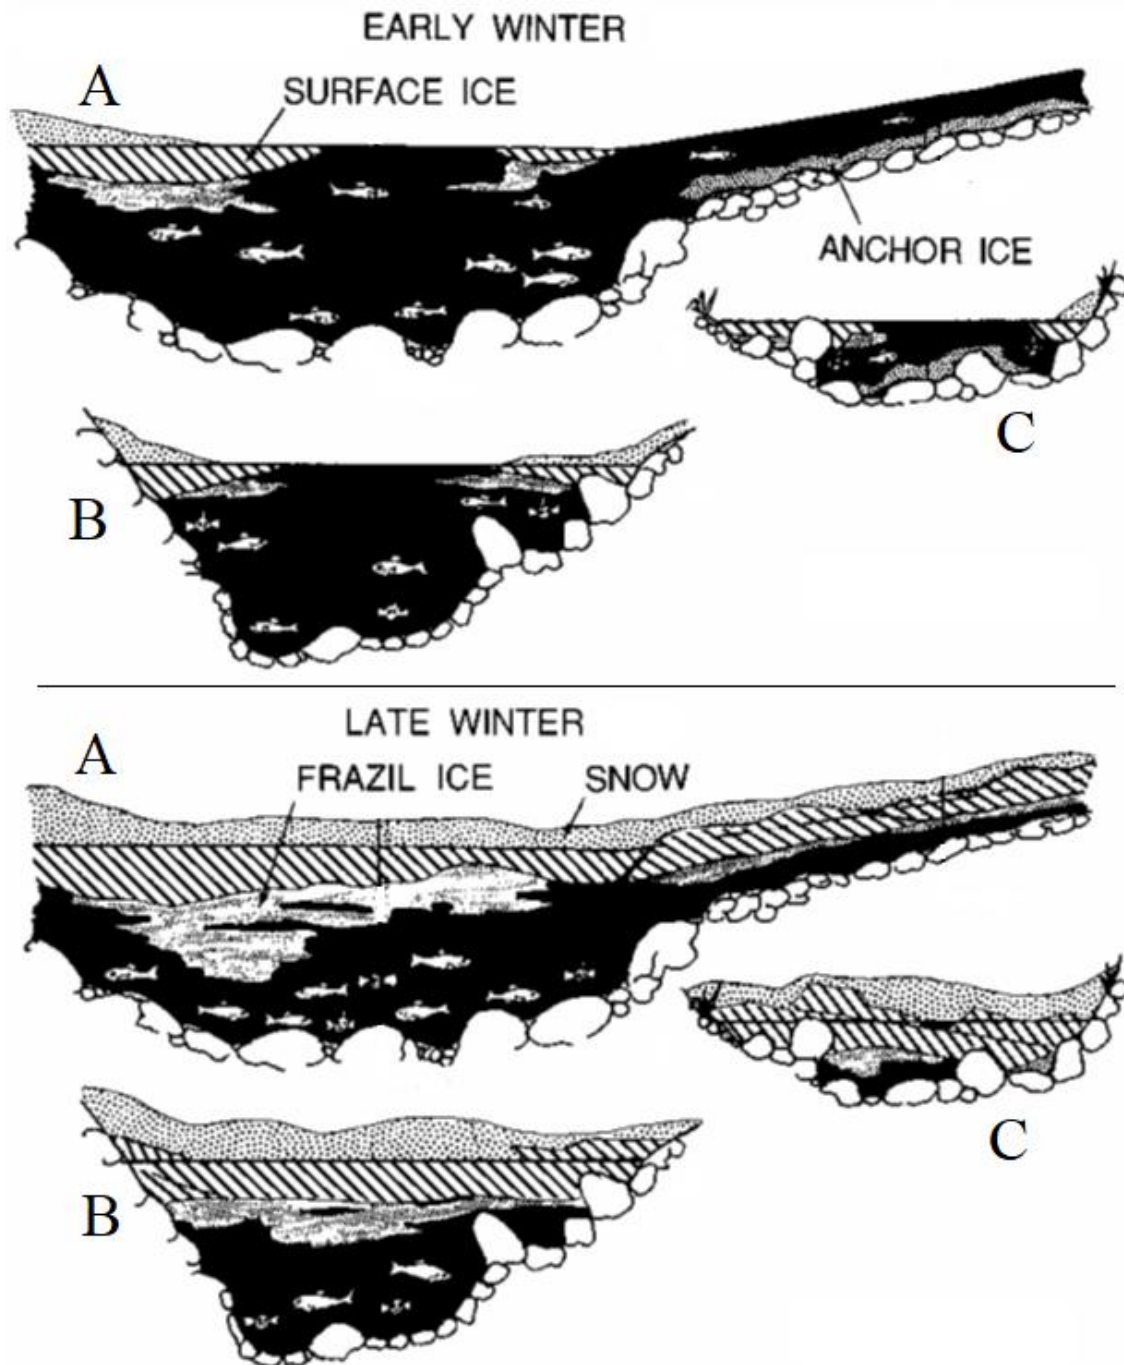 EARLY WINTER
A
SURFACE ICE
ANCHOR ICE
C
B
LATE WINTER
A
FRAZIL ICE
SNOW
C
B